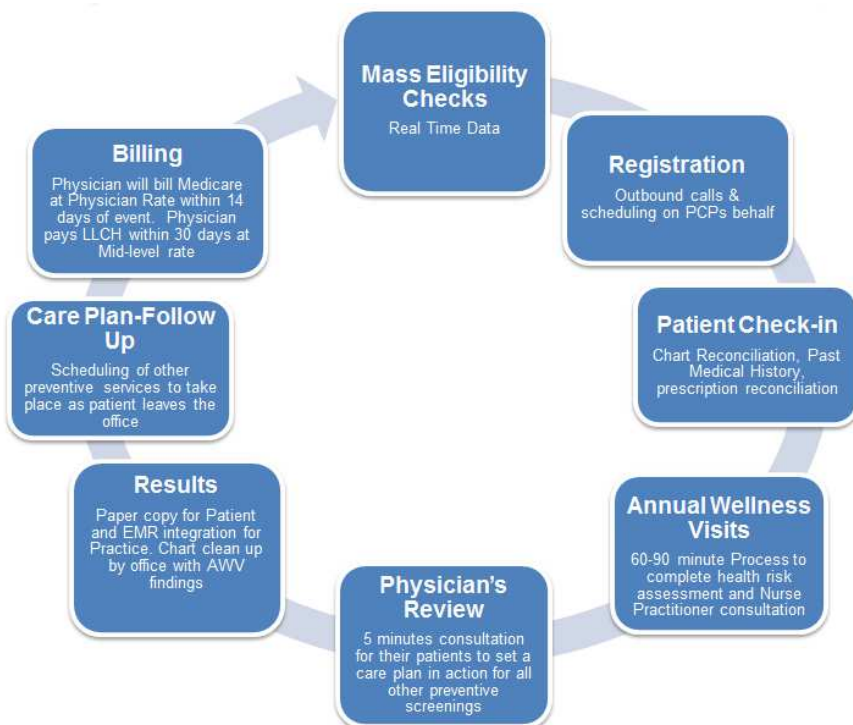 Mass Eligibility
Checks
Real Time Data
Registration
Outbound calls &
scheduling on PCPs behalf
Patient Check-in
Chart Reconciliation, Past
Medical History,
prescription reconciliation
Annual Wellness
Visits
60-90 minute Process to
complete health risk
assessment and Nurse
Practitioner consultation
Physician's
Review
5 minutes consultation
for their patients to set a
care plan in action for all
other preventive
screenings
Results
Paper copy for Patient
and EMR integration for
Practice. Chart clean up
by office with AWV
findings
Care Plan-Follow
Up
Scheduling of other
preventive services to take
place as patient leaves the
office
Billing
Physician will bill Medicare
at Physician Rate within 14
days of event. Physician
pays LLCH within 30 days at
Mid-level rate